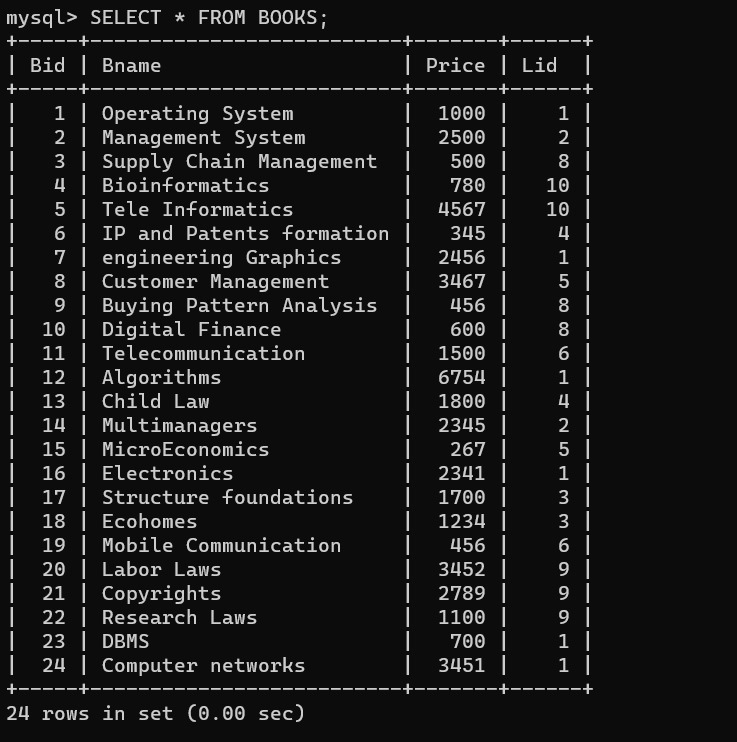 mysql> SELECT * FROM BOOKS;
+-----+--------------------------+-------+------+
| Bid | Bname                    | Price | Lid  |
+-----+--------------------------+-------+------+
|   1 | Operating System         |  1000 |    1 |
|   2 | Management System        |  2500 |    2 |
|   3 | Supply Chain Management  |   500 |    8 |
|   4 | Bioinformatics           |   780 |   10 |
|   5 | Tele Informatics         |  4567 |   10 |
|   6 | IP and Patents formation |   345 |    4 |
|   7 | engineering Graphics     |  2456 |    1 |
|   8 | Customer Management      |  3467 |    5 |
|   9 | Buying Pattern Analysis  |   456 |    8 |
|  10 | Digital Finance          |   600 |    8 |
|  11 | Telecommunication        |  1500 |    6 |
|  12 | Algorithms               |  6754 |    1 |
|  13 | Child Law                |  1800 |    4 |
|  14 | Multimanagers            |  2345 |    2 |
|  15 | MicroEconomics           |   267 |    5 |
|  16 | Electronics              |  2341 |    1 |
|  17 | Structure foundations    |  1700 |    3 |
|  18 | Ecohomes                 |  1234 |    3 |
|  19 | Mobile Communication     |   456 |    6 |
|  20 | Labor Laws               |  3452 |    9 |
|  21 | Copyrights               |  2789 |    9 |
|  22 | Research Laws            |  1100 |    9 |
|  23 | DBMS                     |   700 |    1 |
|  24 | Computer networks        |  3451 |    1 |
+-----+--------------------------+-------+------+
24 rows in set (0.00 sec)